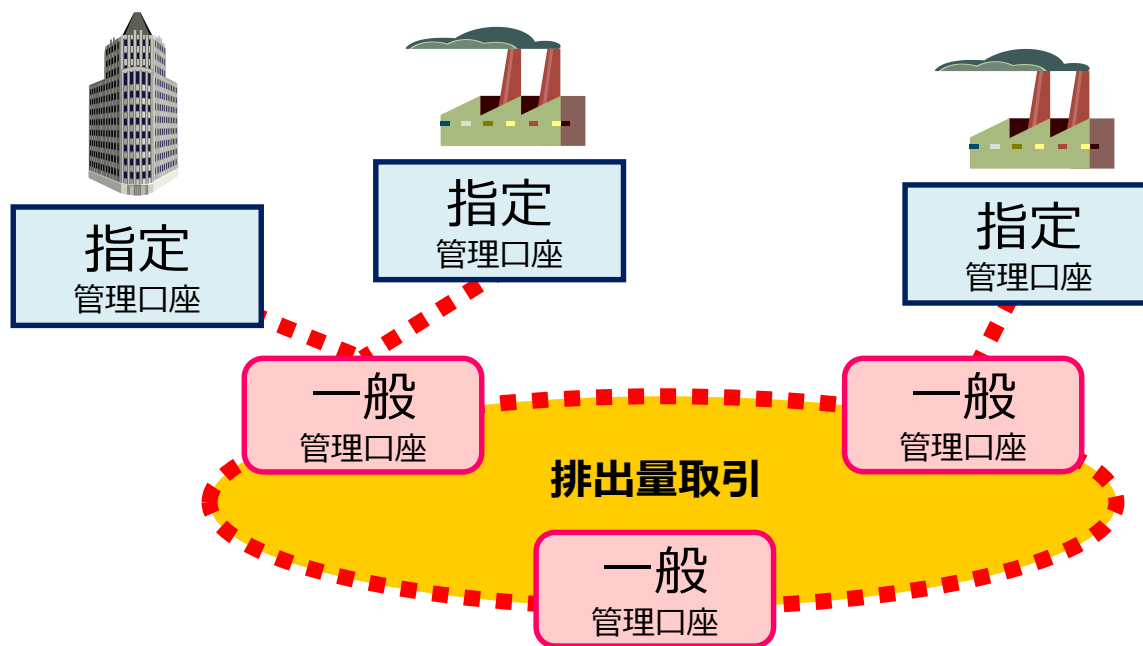 指定
管理口座
指定
管理口座
指定
管理口座
一般
管理口座
一般
管理口座
排出量取引
一般
管理口座